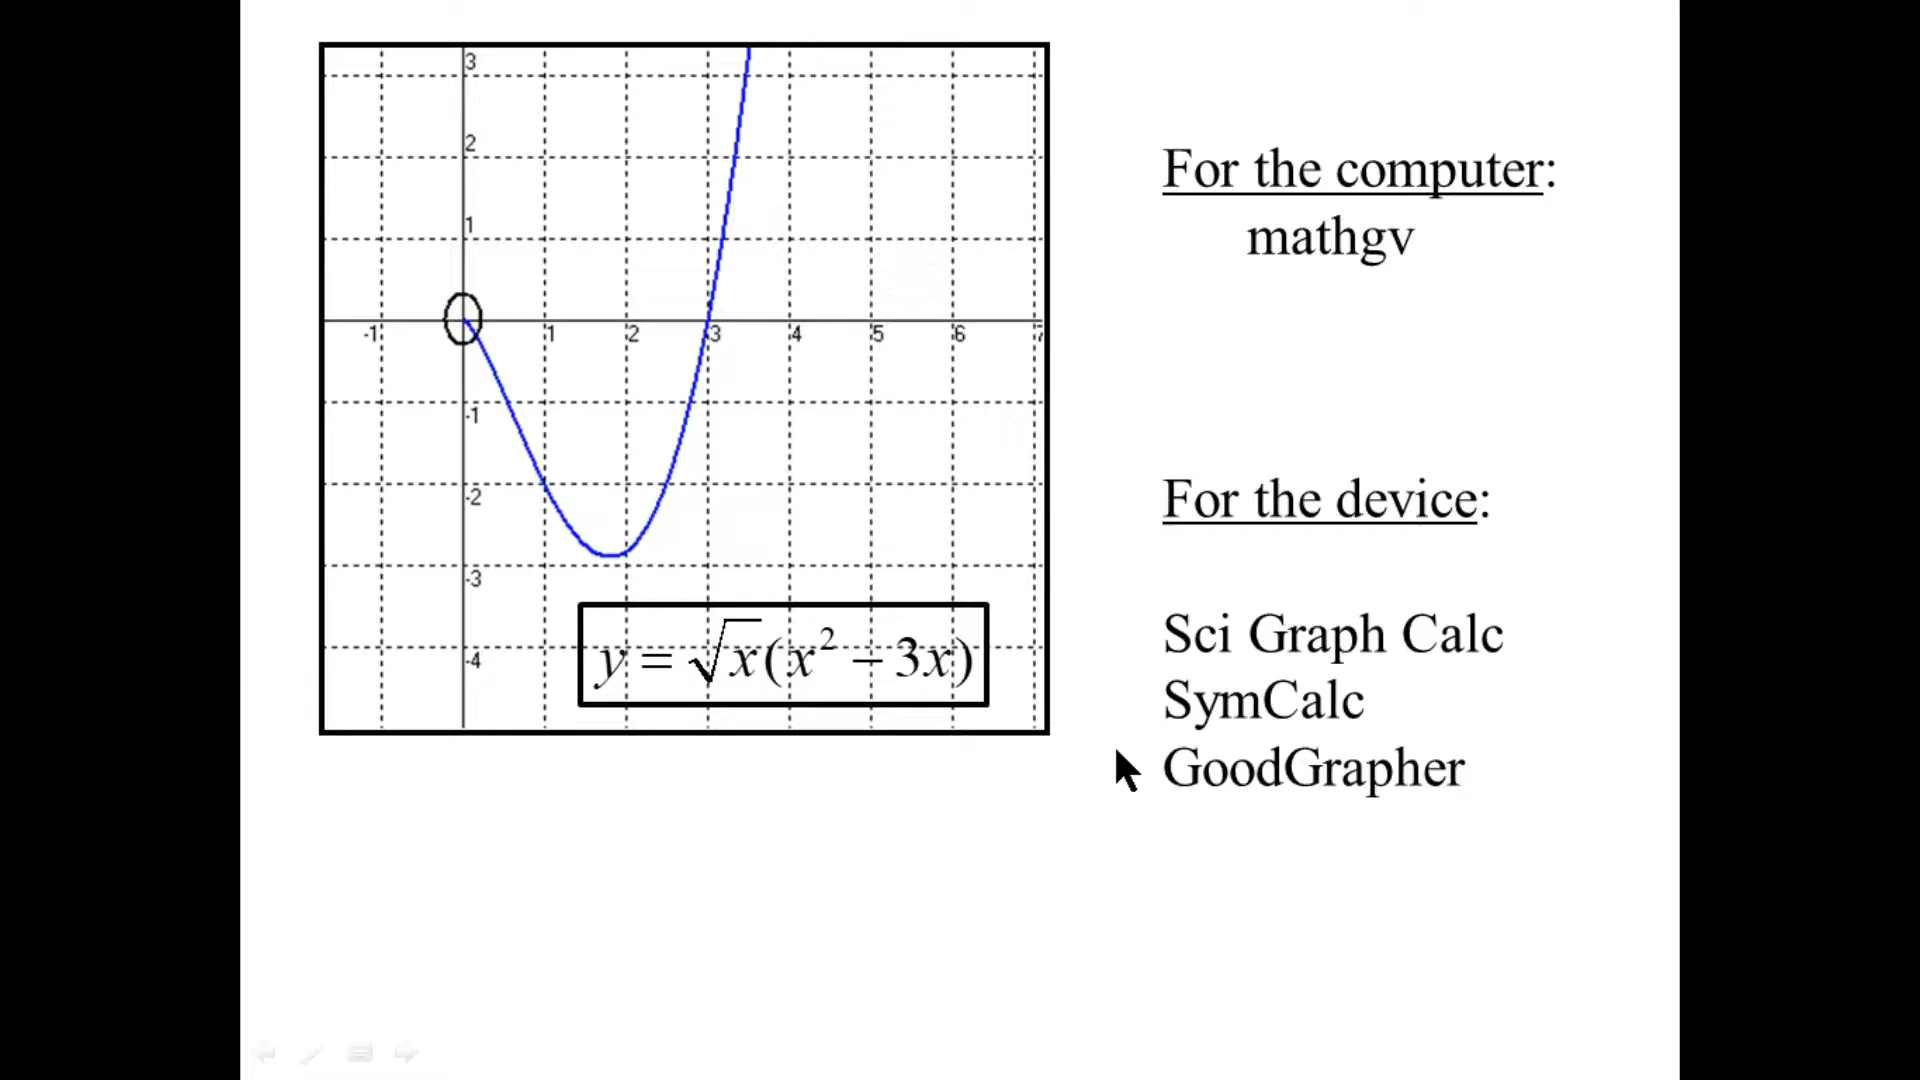 3
2
1
-1 1 2 3 4 5 6 7
-1
-2
-3
-4
y = √x(x² − 3x)
For the computer:
mathgv
For the device:
Sci Graph Calc
SymCalc
GoodGrapher